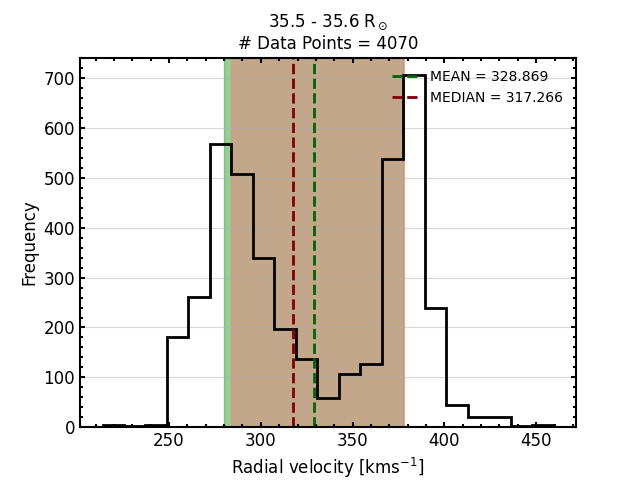 35.5 - 35.6 R⊙
# Data Points = 4070
MEAN = 328.869
MEDIAN = 317.266
Frequency
700
600
500
400
300
200
100
0
250 300 350 400 450
Radial velocity [kms⁻¹]